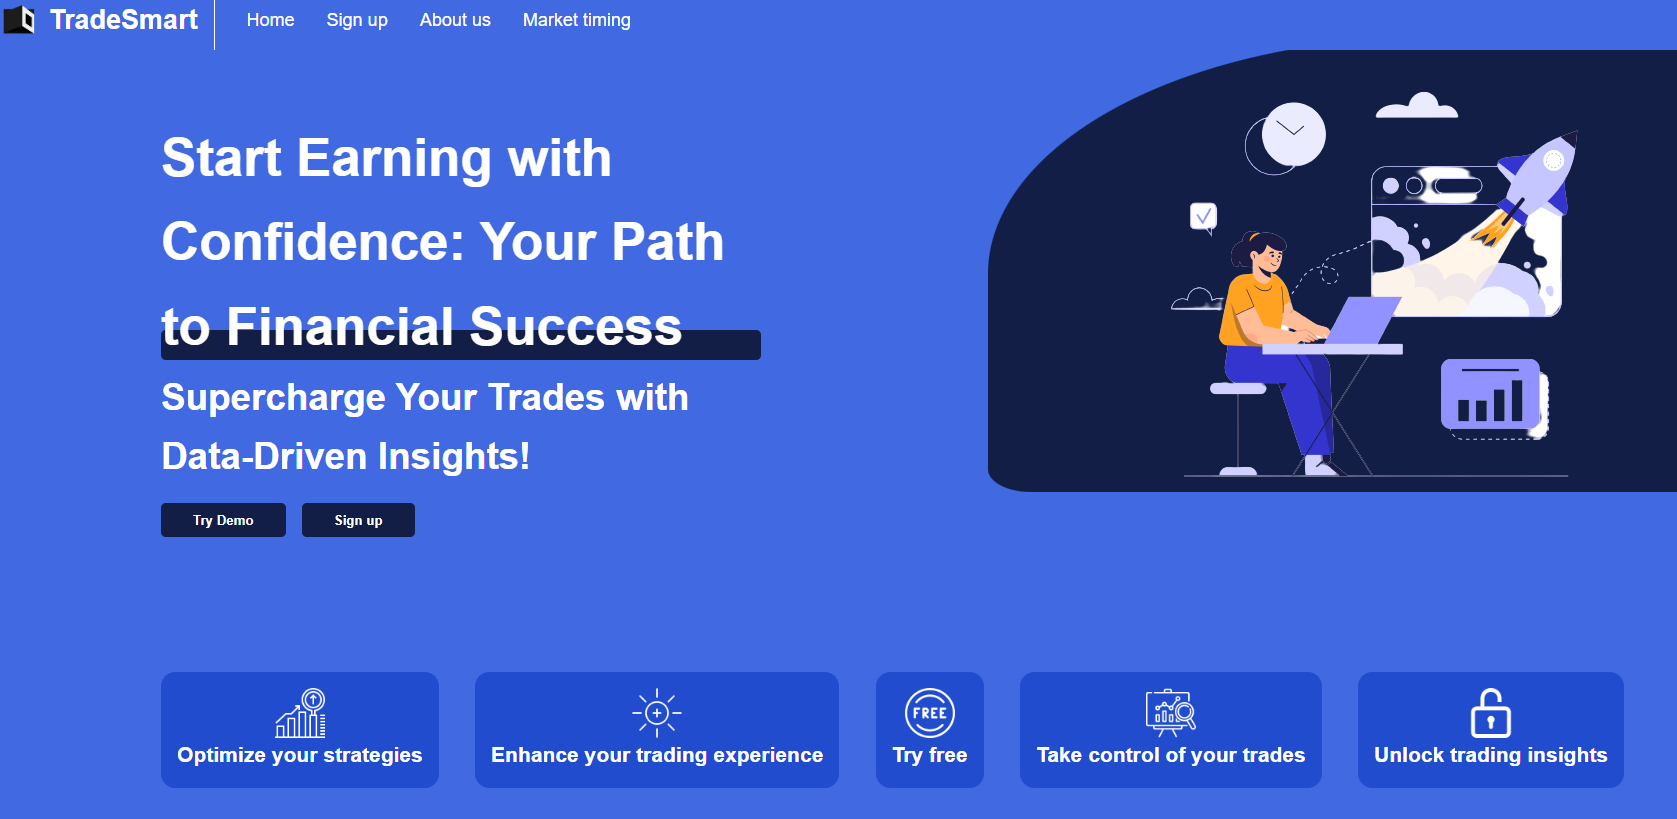 TradeSmart
Home
Sign up
About us
Market timing
Start Earning with
Confidence: Your Path
to Financial Success
Supercharge Your Trades with
Data-Driven Insights!
Try Demo
Sign up
Optimize your strategies
Enhance your trading experience
FREE
Try free
Take control of your trades
Unlock trading insights